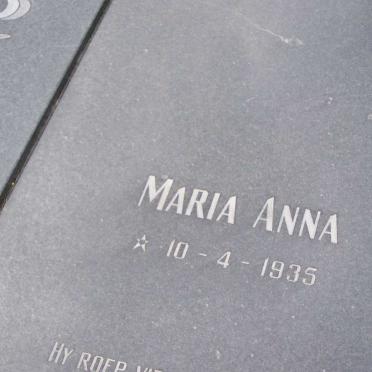 MARIA ANNA
☆ 10 - 4 - 1935
HY ROEP